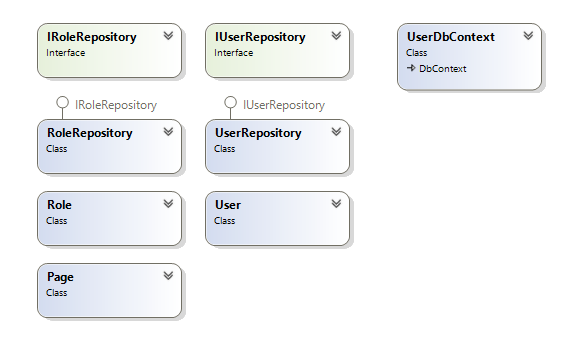 IRoleRepository
Interface
IUserRepository
Interface
UserDbContext
Class
DbContext
IRoleRepository
IUserRepository
RoleRepository
Class
UserRepository
Class
Role
Class
User
Class
Page
Class